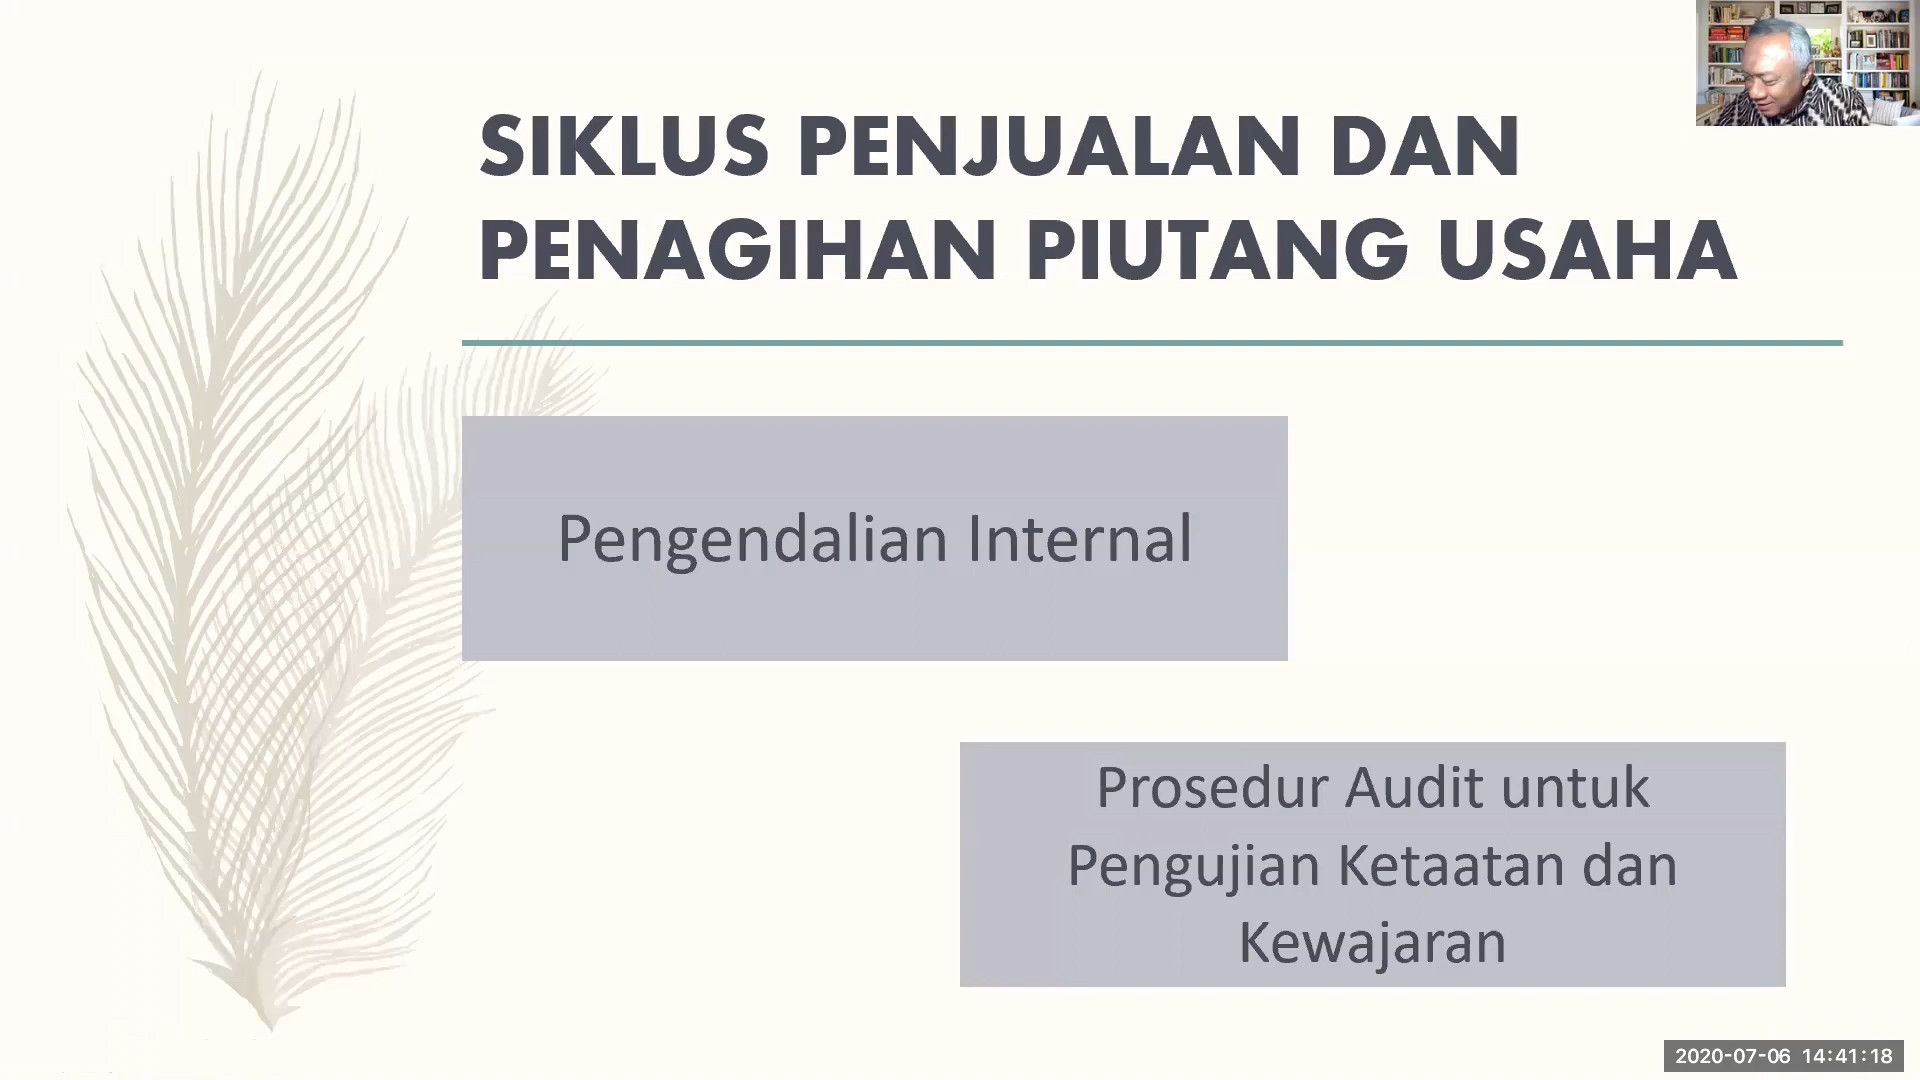 SIKLUS PENJUALAN DAN
PENAGIHAN PIUTANG USAHA
Pengendalian Internal
Prosedur Audit untuk
Pengujian Ketaatan dan
Kewajaran
2020-07-06 14:41:18